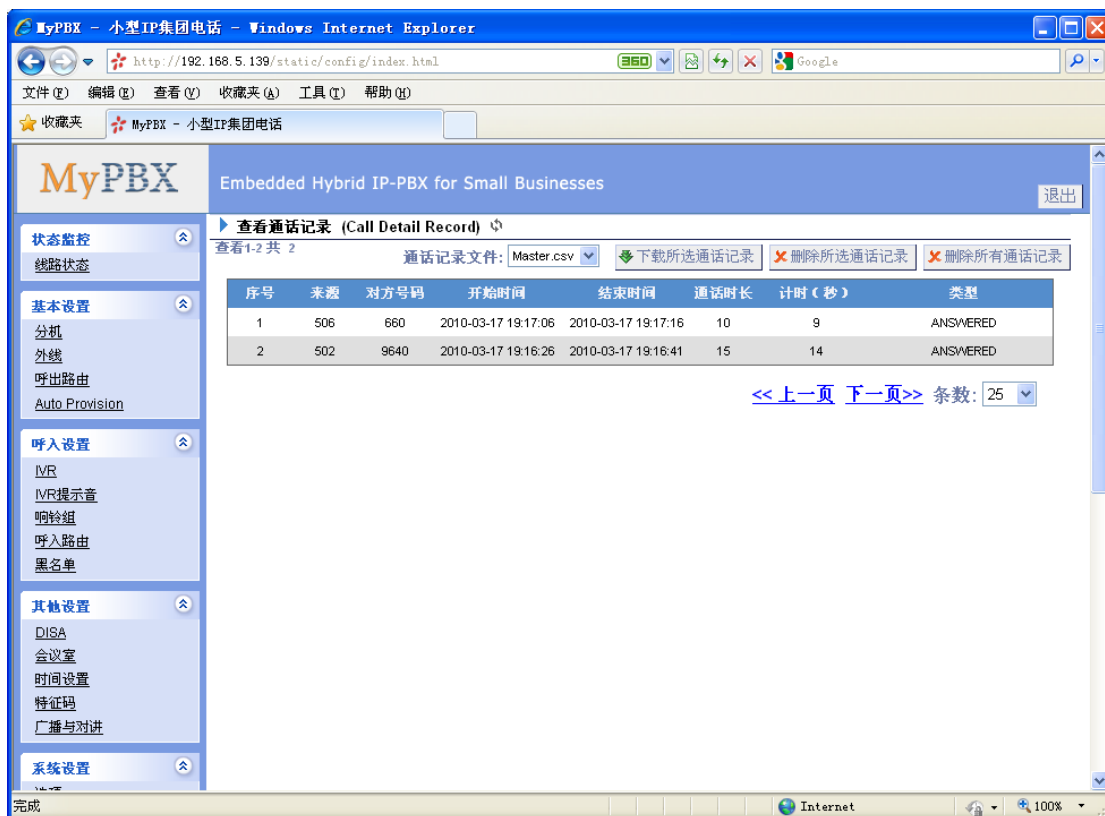 MyPBX - 小型IP集团电话 - Windows Internet Explorer
http://192.168.5.139/static/config/index.html 360 Google
文件(F) 编辑(E) 查看(V) 收藏夹(A) 工具(T) 帮助(H)
收藏夹 MyPBX - 小型IP集团电话
MyPBX Embedded Hybrid IP-PBX for Small Businesses
退出
状态监控
线路状态
基本设置
分机
外线
呼出路由
Auto Provision
呼入设置
IVR
IVR提示音
响铃组
呼入路由
黑名单
其他设置
DISA
会议室
时间设置
特征码
广播与对讲
系统设置
查看通话记录 (Call Detail Record)
查看1-2 共 2
通话记录文件: Master.csv 下载所选通话记录 删除所选通话记录 删除所有通话记录
序号 来源 对方号码 开始时间 结束时间 通话时长 计时(秒) 类型
1 506 660 2010-03-17 19:17:06 2010-03-17 19:17:16 10 9 ANSWERED
2 502 9640 2010-03-17 19:16:26 2010-03-17 19:16:41 15 14 ANSWERED
<< 上一页 下一页>> 条数: 25
完成 Internet 100%